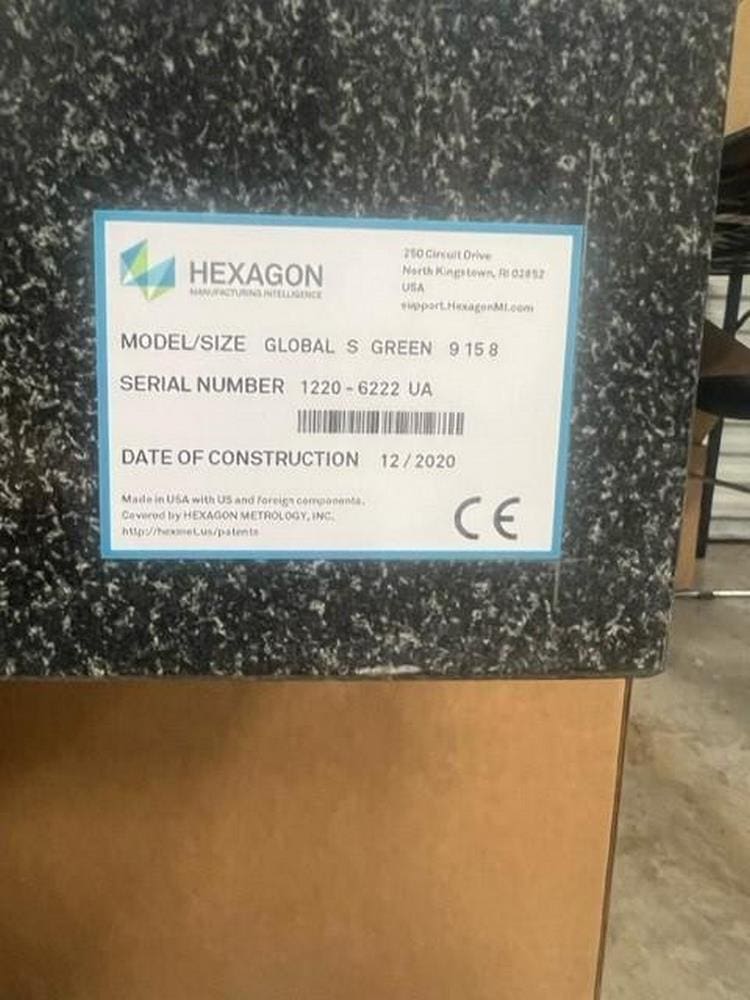 HEXAGON
MANUFACTURING INTELLIGENCE
250 Circuit Drive
North Kingstown, RI 02852
USA
support.HexagonMI.com
MODEL/SIZE GLOBAL S GREEN 9 15 8
SERIAL NUMBER 1220-6222 UA
DATE OF CONSTRUCTION 12/2020
Made in USA with US and foreign components.
Covered by HEXAGON METROLOGY, INC.
http://hexmet.us/patents
CE